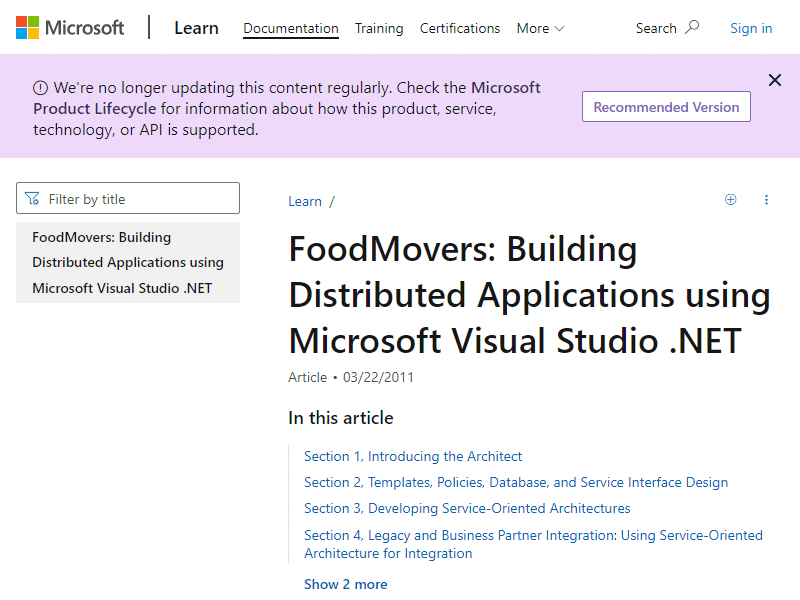 Microsoft Learn Documentation Training Certifications More Search Sign in
We're no longer updating this content regularly. Check the Microsoft
Product Lifecycle for information about how this product, service,
technology, or API is supported.
Recommended Version
Filter by title
FoodMovers: Building
Distributed Applications using
Microsoft Visual Studio .NET
Learn /
FoodMovers: Building
Distributed Applications using
Microsoft Visual Studio .NET
Article • 03/22/2011
In this article
Section 1, Introducing the Architect
Section 2, Templates, Policies, Database, and Service Interface Design
Section 3, Developing Service-Oriented Architectures
Section 4, Legacy and Business Partner Integration: Using Service-Oriented
Architecture for Integration
Show 2 more